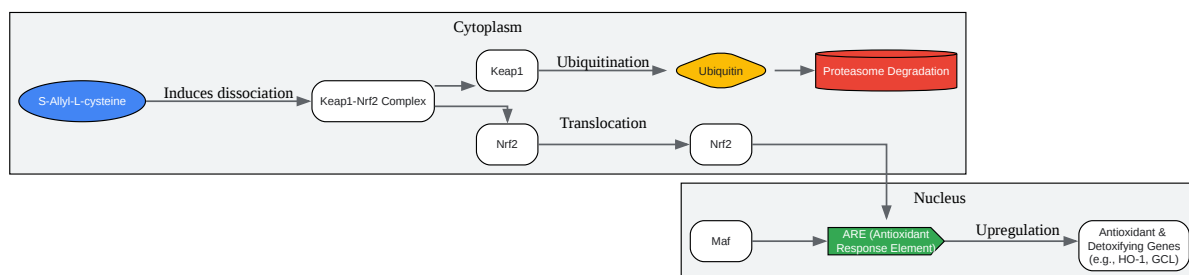 Cytoplasm
S-Allyl-L-cysteine
Induces dissociation
Keap1-Nrf2 Complex
Keap1
Ubiquitination
Ubiquitin
Proteasome Degradation
Nrf2
Translocation
Nrf2
Nucleus
Maf
ARE (Antioxidant
Response Element)
Upregulation
Antioxidant &
Detoxifying Genes
(e.g., HO-1, GCL)